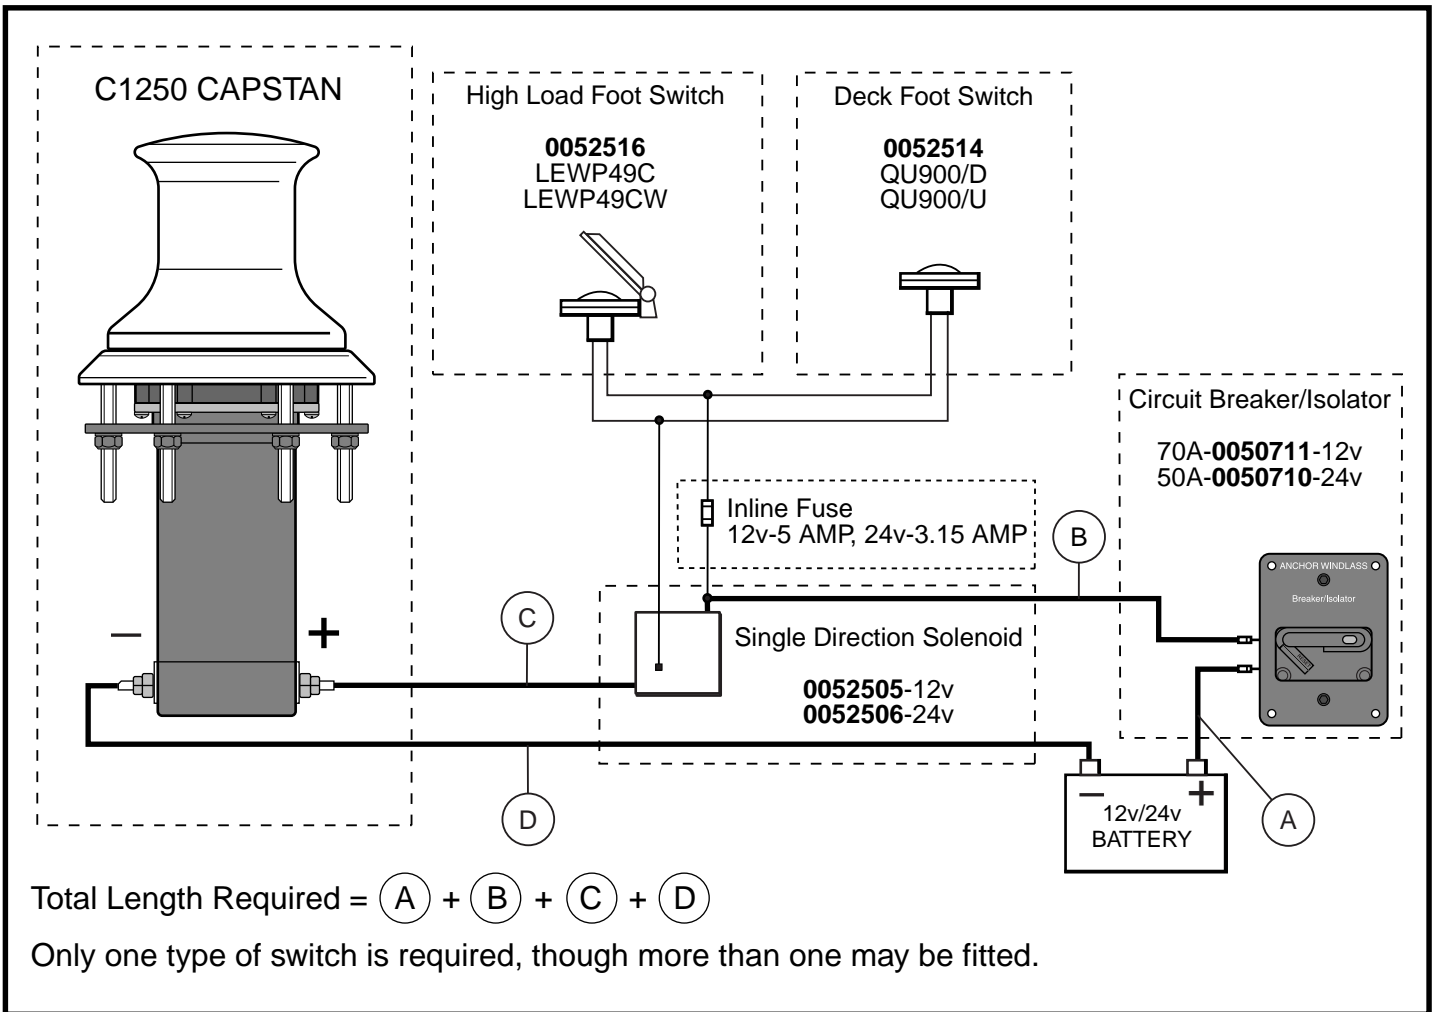 C1250 CAPSTAN
High Load Foot Switch
0052516
LEWP49C
LEWP49CW
Deck Foot Switch
0052514
QU900/D
QU900/U
Circuit Breaker/Isolator
70A-0050711-12v
50A-0050710-24v
Inline Fuse
12v-5 AMP, 24v-3.15 AMP
B
ANCHOR WINDLASS
Breaker/Isolator
C
− +
Single Direction Solenoid
0052505-12v
0052506-24v
D
− +
12v/24v
BATTERY
A
Total Length Required = A + B + C + D
Only one type of switch is required, though more than one may be fitted.